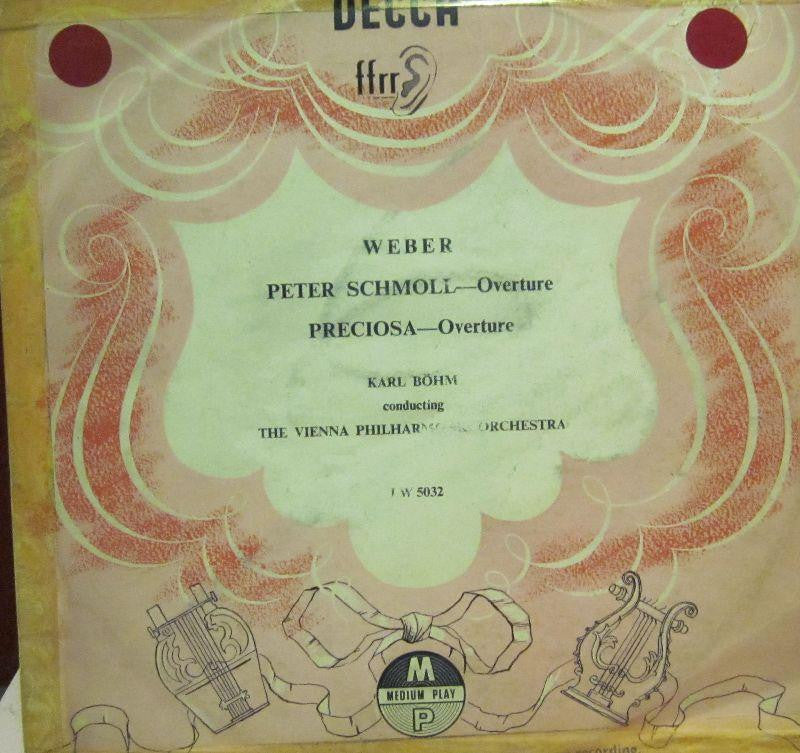 DECCA
ffrr
WEBER
PETER SCHMOLL—Overture
PRECIOSA—Overture
KARL BÖHM
conducting
THE VIENNA PHILHARMONIC ORCHESTRA
LW 5032
M
MEDIUM PLAY
P
recording